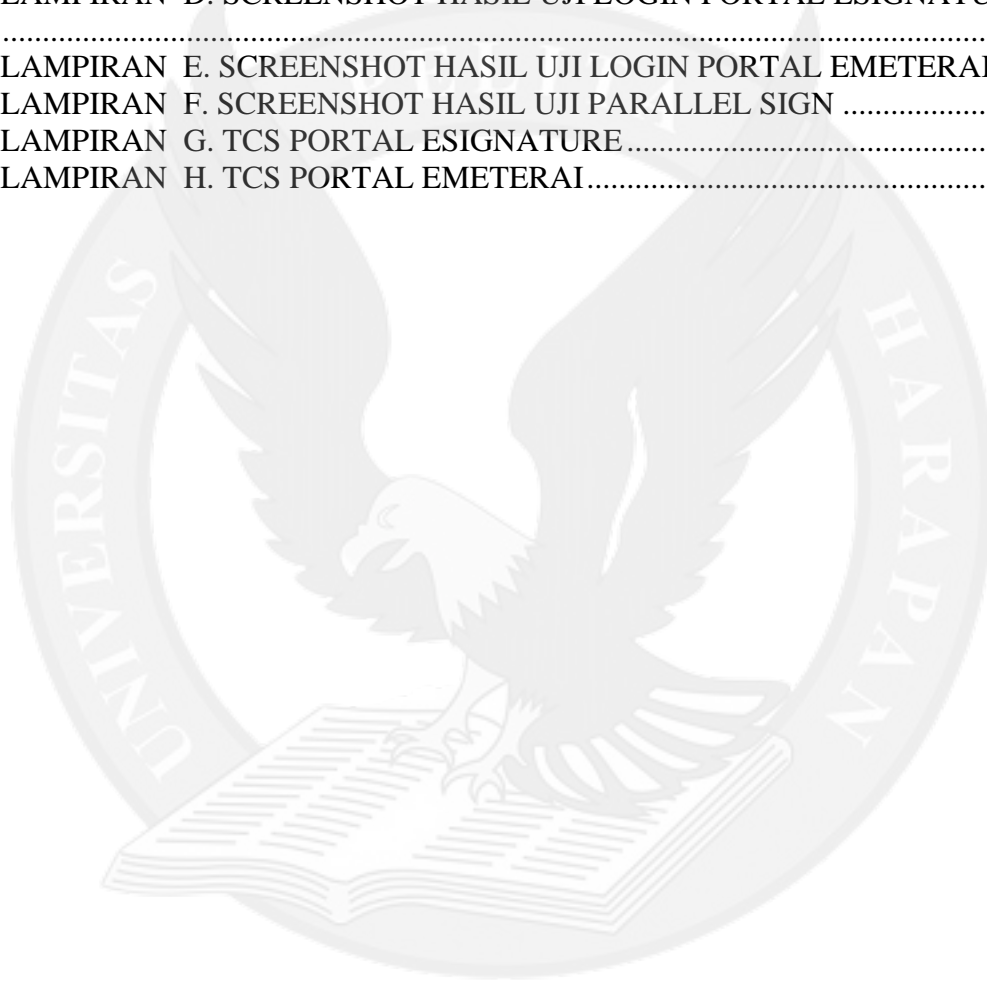 LAMPIRAN D. SCREENSHOT HASIL UJI LOGIN PORTAL ESIGNATU
................................................................................................................................
LAMPIRAN E. SCREENSHOT HASIL UJI LOGIN PORTAL EMETERAI
LAMPIRAN F. SCREENSHOT HASIL UJI PARALLEL SIGN ..................
LAMPIRAN G. TCS PORTAL ESIGNATURE ..............................................
LAMPIRAN H. TCS PORTAL EMETERAI ...................................................
UNIVERSITAS PELITA HARAPAN